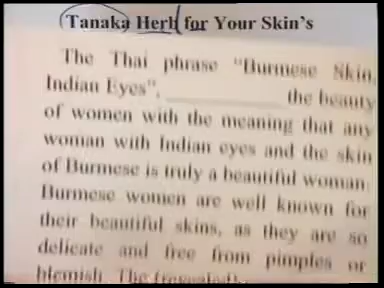 Tanaka Herb for Your Skin's
The Thai phrase "Burmese Skin,
Indian Eyes", ____________ the beauty
of women with the meaning that any
woman with Indian eyes and the skin
of Burmese is truly a beautiful woman.
Burmese women are well known for
their beautiful skins, as they are so
delicate and free from pimples or
blemish. The